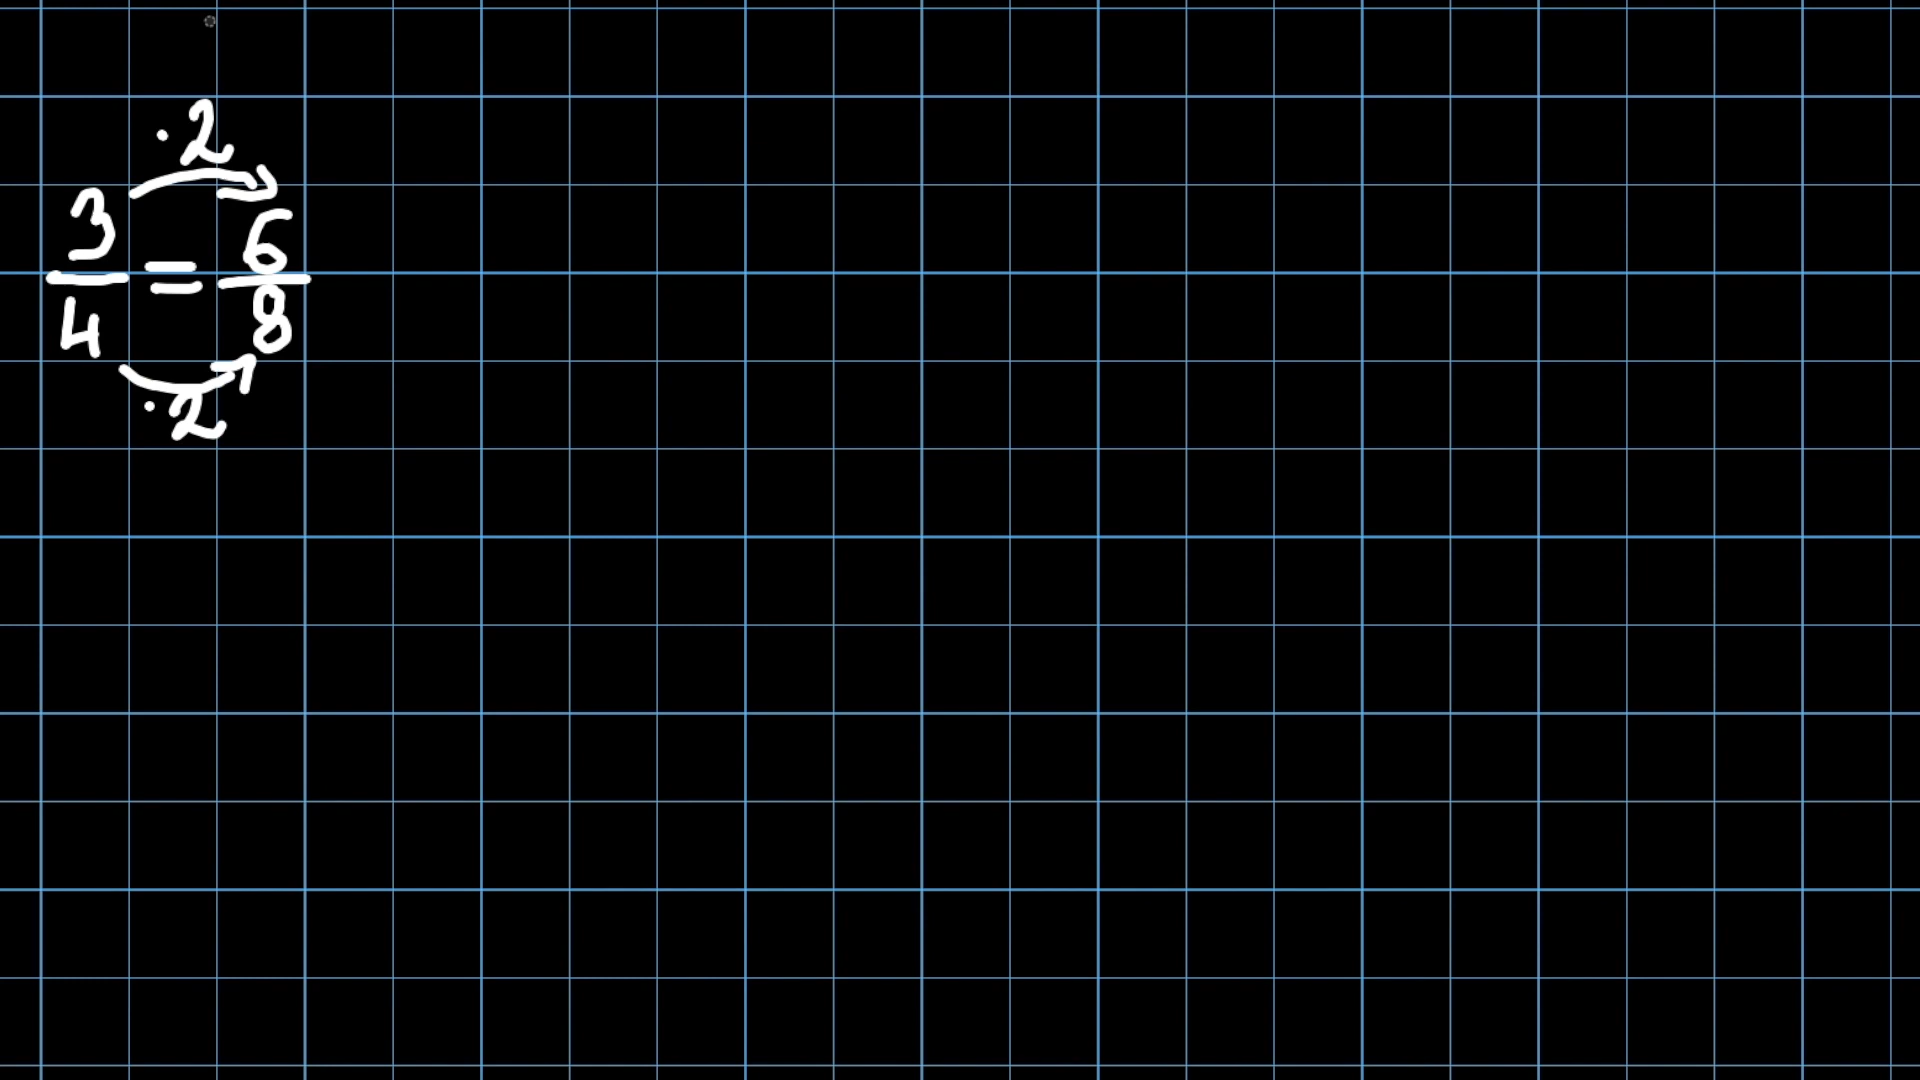 ·2
3/4 = 6/8
·2